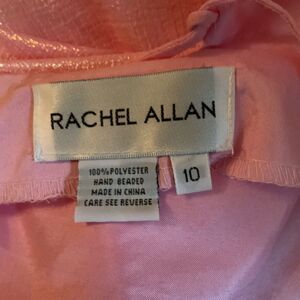 RACHEL ALLAN
100% POLYESTER
HAND BEADED
MADE IN CHINA
CARE SEE REVERSE
10